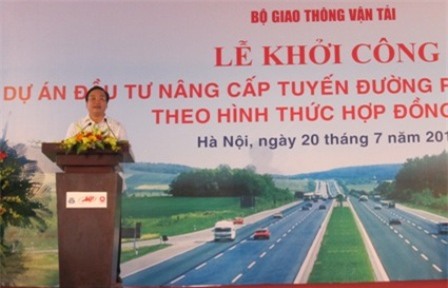 BỘ GIAO THÔNG VẬN TẢI
LỄ KHỞI CÔNG
DỰ ÁN ĐẦU TƯ NÂNG CẤP TUYẾN ĐƯỜNG
THEO HÌNH THỨC HỢP ĐỒNG
Hà Nội, ngày 20 tháng 7 năm 201